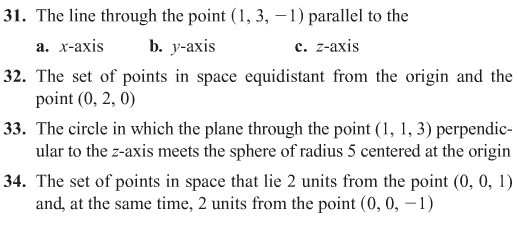 31. The line through the point (1, 3, −1) parallel to the
a. x-axis b. y-axis c. z-axis
32. The set of points in space equidistant from the origin and the
point (0, 2, 0)
33. The circle in which the plane through the point (1, 1, 3) perpendic-
ular to the z-axis meets the sphere of radius 5 centered at the origin
34. The set of points in space that lie 2 units from the point (0, 0, 1)
and, at the same time, 2 units from the point (0, 0, −1)